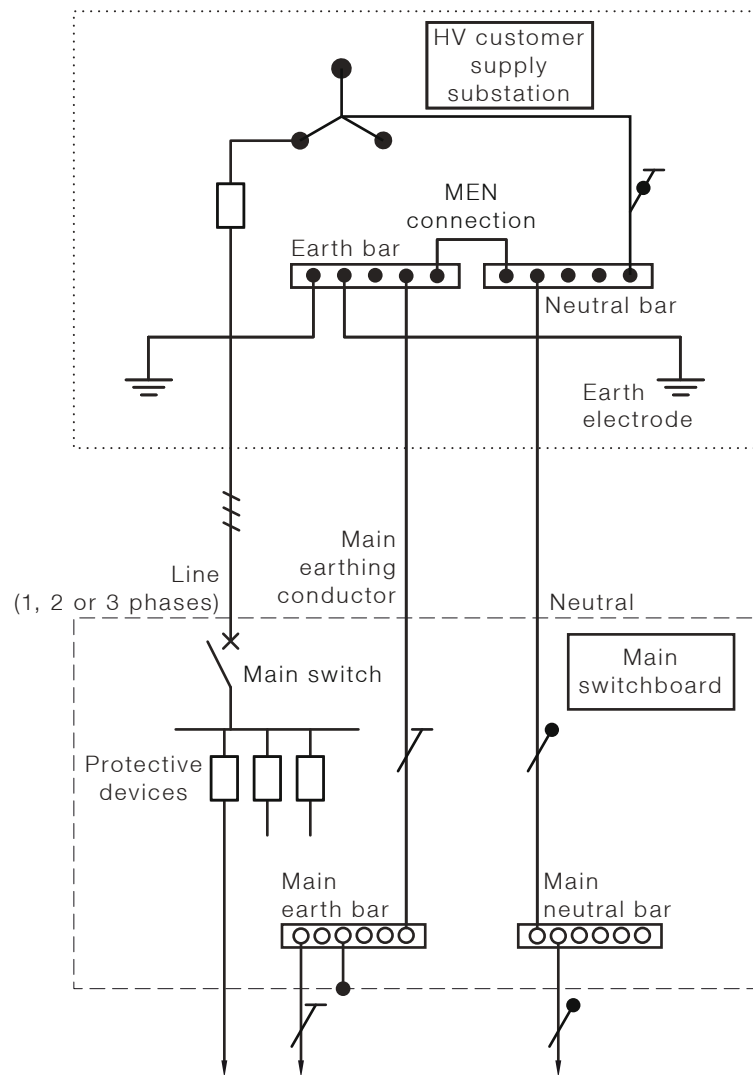 HV customer
supply
substation
MEN
connection
Earth bar
Neutral bar
Earth
electrode
Main
earthing
conductor
Line
(1, 2 or 3 phases)
Neutral
Main switch
Main
switchboard
Protective
devices
Main
earth bar
Main
neutral bar